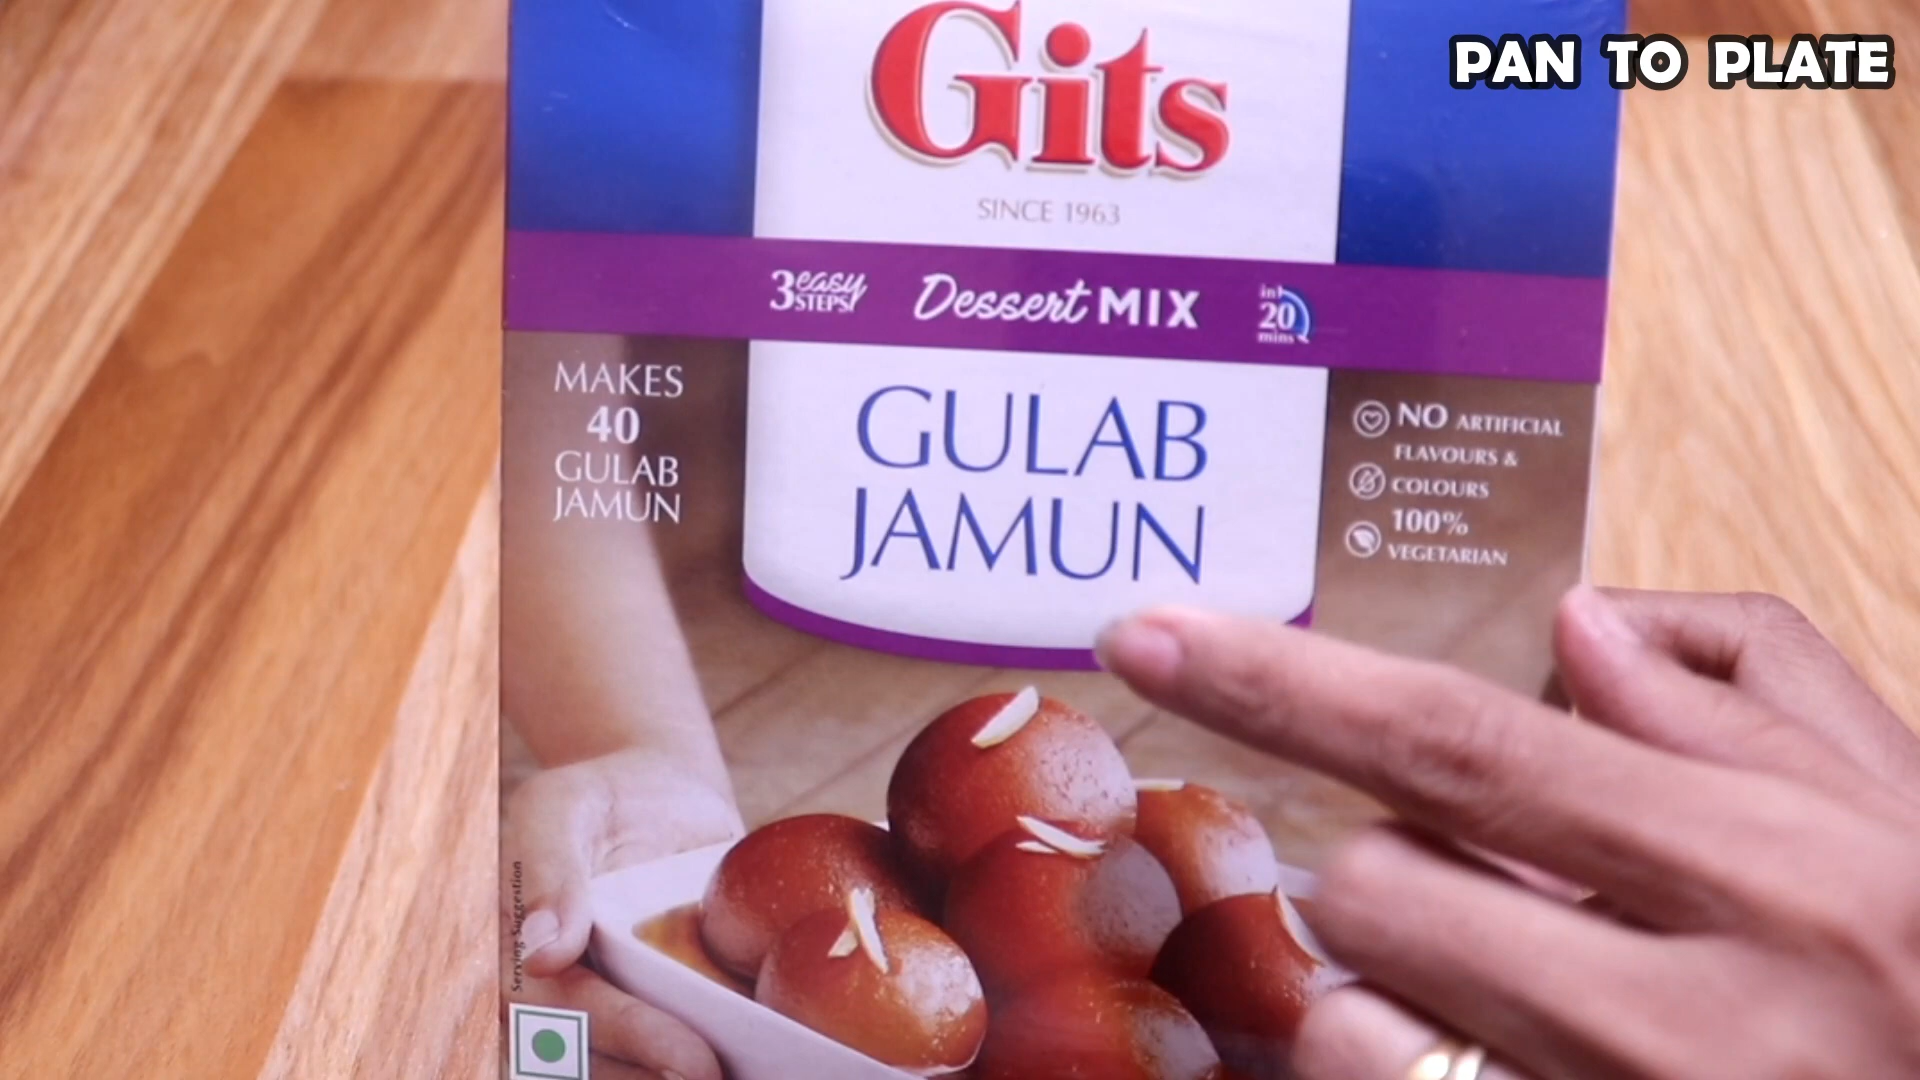 PAN TO PLATE
Gits
SINCE 1963
3 easy STEPS!
Dessert MIX
in 20 mins
MAKES
40
GULAB
JAMUN
GULAB
JAMUN
NO ARTIFICIAL
FLAVOURS &
COLOURS
100%
VEGETARIAN
Serving Suggestion